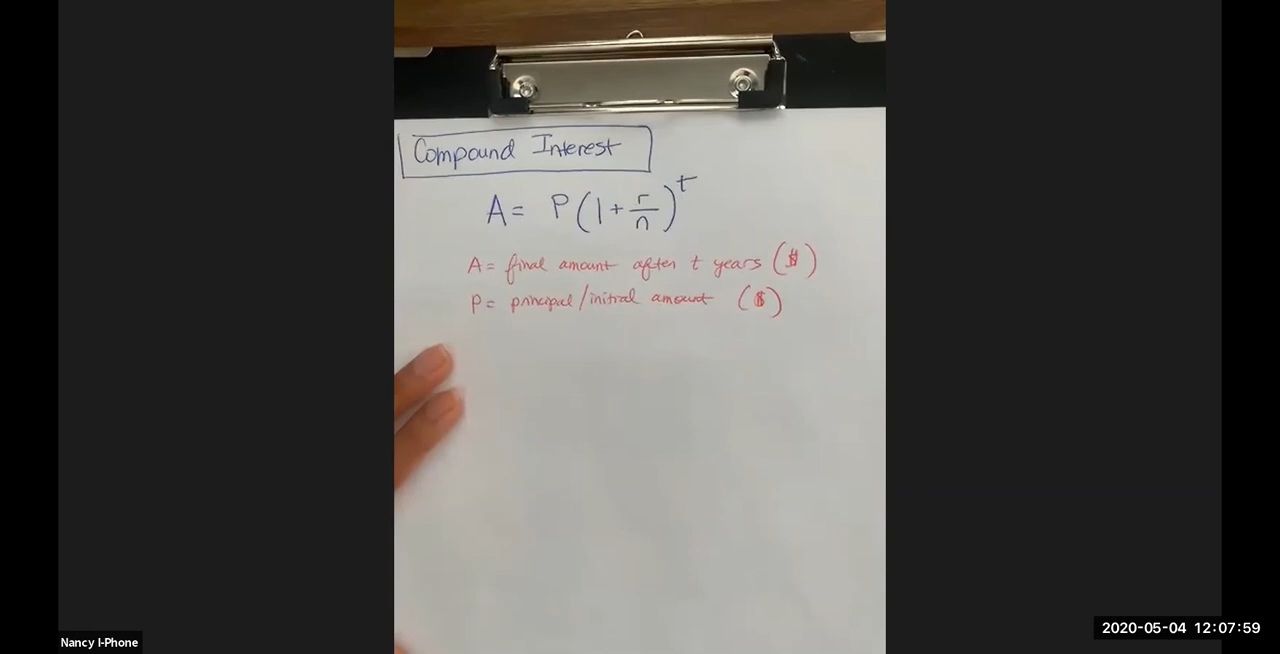 Compound Interest
A = P(1 + r/n)^t
A = final amount after t years ($)
P = principal/initial amount ($)
Nancy I-Phone
2020-05-04 12:07:59